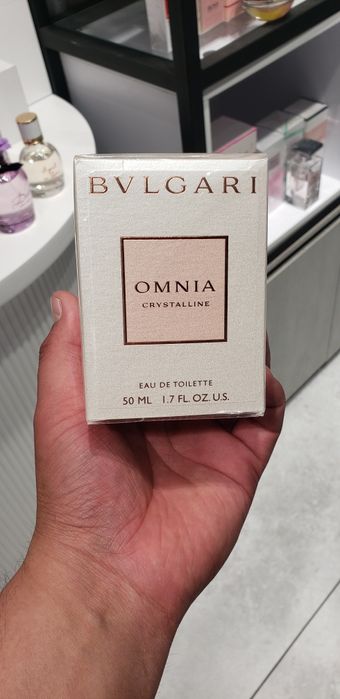 BVLGARI
OMNIA
CRYSTALLINE
EAU DE TOILETTE
50 ML 1.7 FL. OZ. U.S.